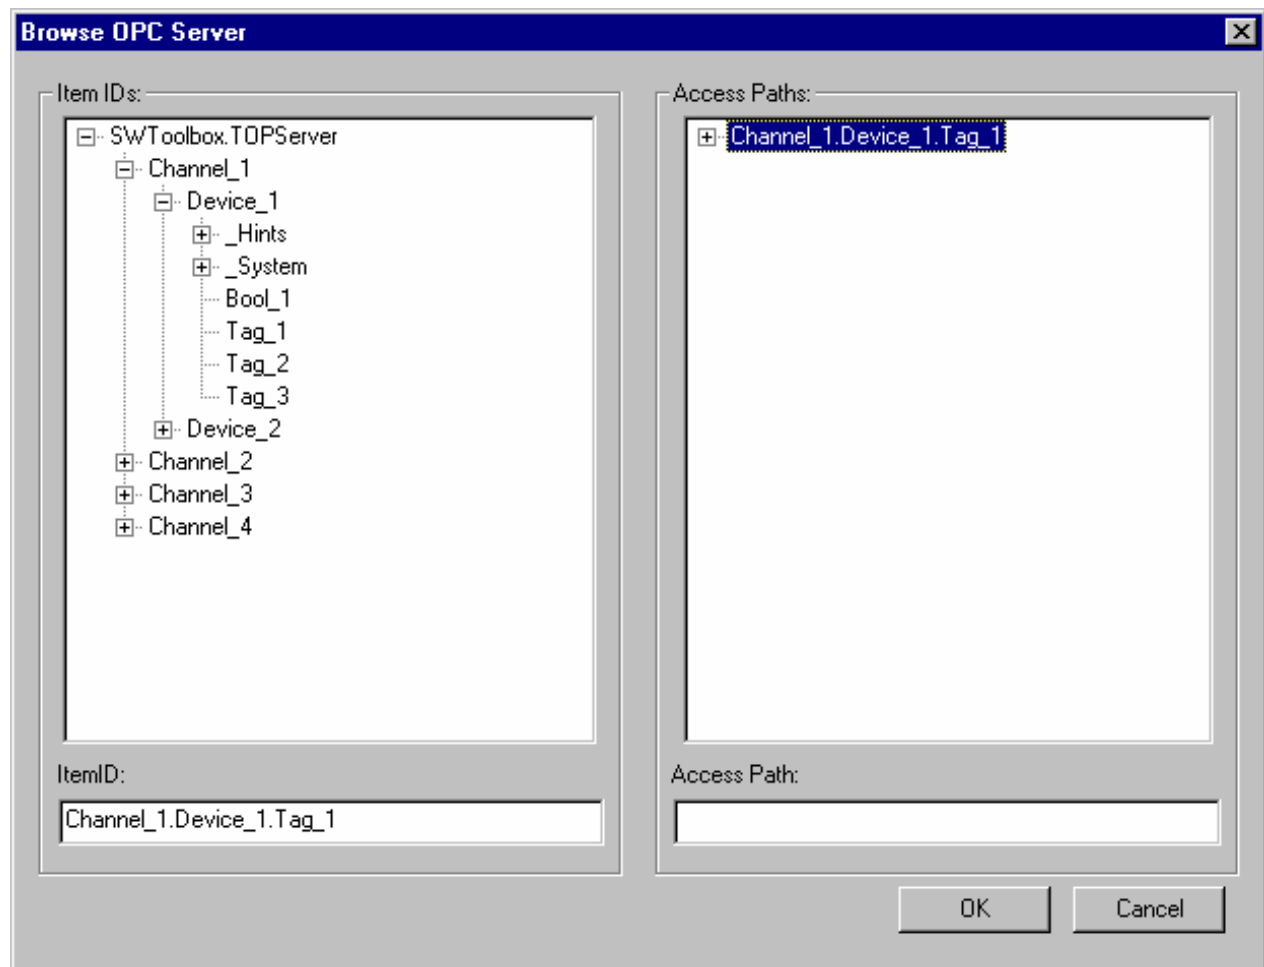 Browse OPC Server
Item IDs:
SWToolbox.TOPServer
Channel_1
Device_1
_Hints
_System
Bool_1
Tag_1
Tag_2
Tag_3
Device_2
Channel_2
Channel_3
Channel_4
ItemID:
Channel_1.Device_1.Tag_1
Access Paths:
Channel_1.Device_1.Tag_1
Access Path:
OK
Cancel